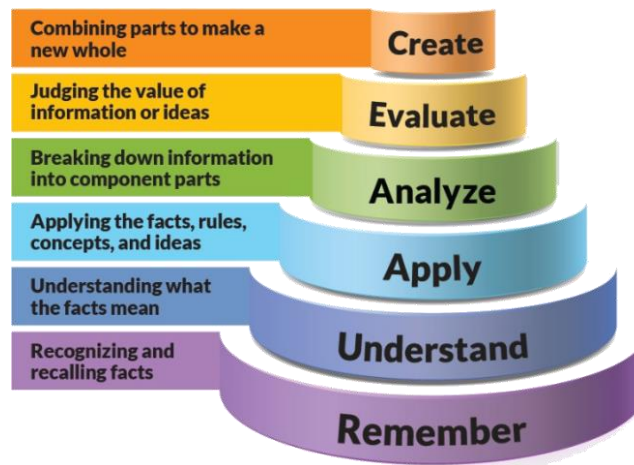 Combining parts to make a
new whole
Create
Judging the value of
information or ideas
Evaluate
Breaking down information
into component parts
Analyze
Applying the facts, rules,
concepts, and ideas
Apply
Understanding what
the facts mean
Understand
Recognizing and
recalling facts
Remember